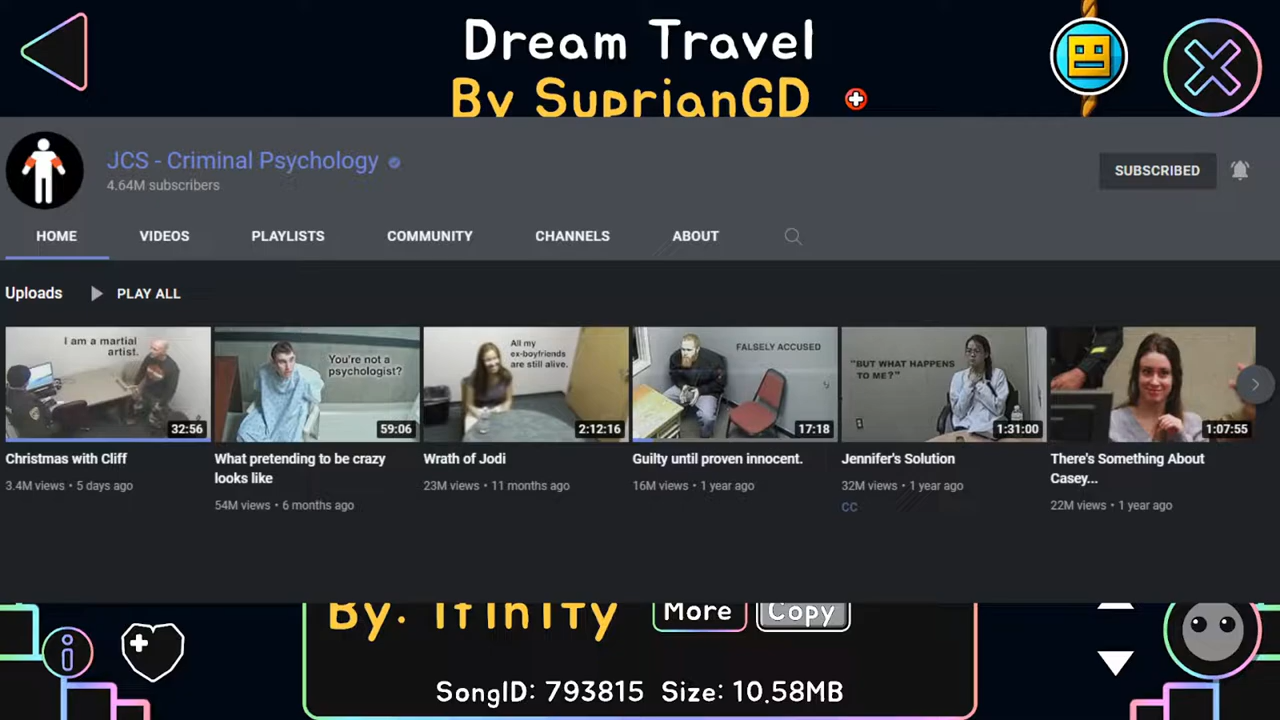 Dream Travel
By SuprianGD
JCS - Criminal Psychology
4.64M subscribers
SUBSCRIBED
HOME VIDEOS PLAYLISTS COMMUNITY CHANNELS ABOUT
Uploads PLAY ALL
I am a martial
artist.
32:56
You're not a
psychologist?
59:06
All my
ex-boyfriends
are still alive.
2:12:16
FALSELY ACCUSED
17:18
"BUT WHAT HAPPENS
TO ME?"
1:31:00
1:07:55
Christmas with Cliff
3.4M views • 5 days ago
What pretending to be crazy
looks like
54M views • 6 months ago
Wrath of Jodi
23M views • 11 months ago
Guilty until proven innocent.
16M views • 1 year ago
Jennifer's Solution
32M views • 1 year ago
CC
There's Something About
Casey...
22M views • 1 year ago
By: Ifinity More Copy
SongID: 793815 Size: 10.58MB